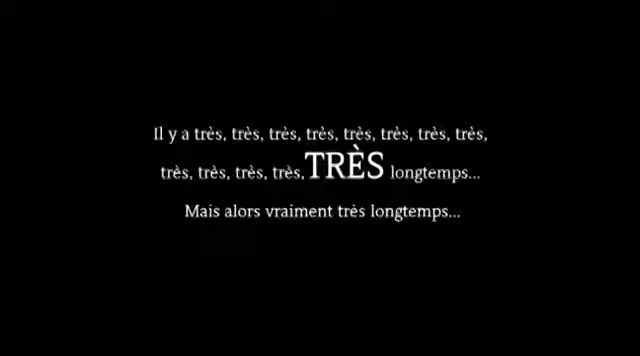 Il y a très, très, très, très, très, très, très, très,
très, très, très, très, TRÈS longtemps...
Mais alors vraiment très longtemps...